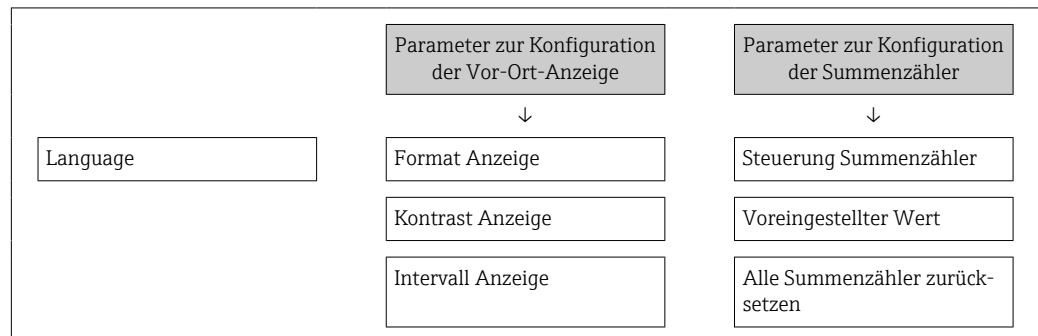 Parameter zur Konfiguration
der Vor-Ort-Anzeige
Parameter zur Konfiguration
der Summenzähler
↓
↓
Language
Format Anzeige
Steuerung Summenzähler
Kontrast Anzeige
Voreingestellter Wert
Intervall Anzeige
Alle Summenzähler zurück-
setzen